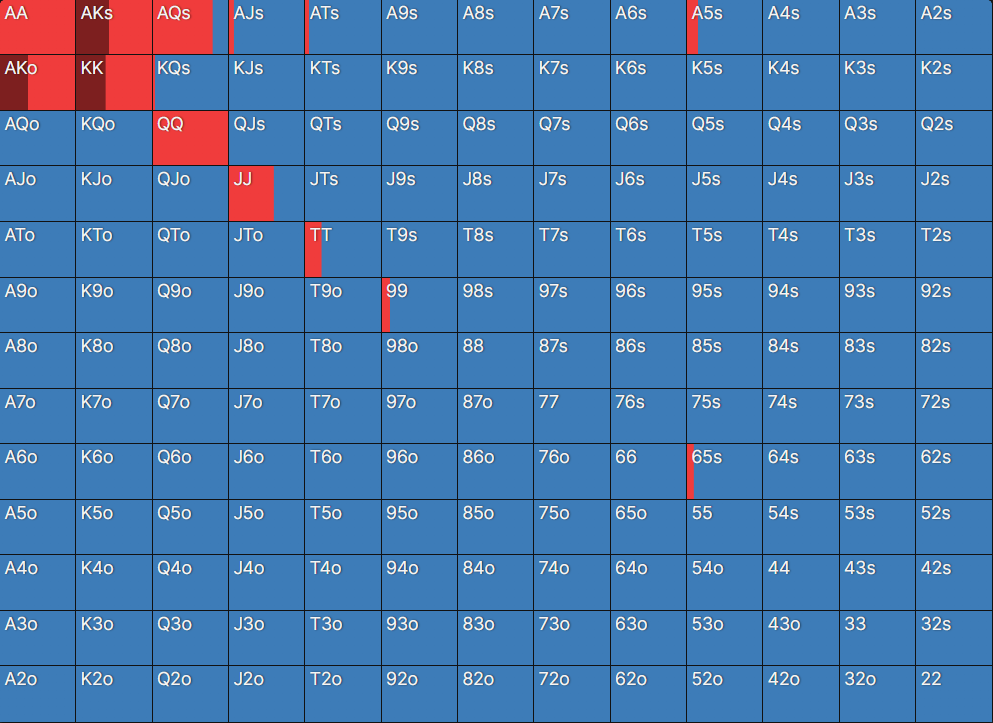 AA AKs AQs AJs ATs A9s A8s A7s A6s A5s A4s A3s A2s
AKo KK KQs KJs KTs K9s K8s K7s K6s K5s K4s K3s K2s
AQo KQo QQ QJs QTs Q9s Q8s Q7s Q6s Q5s Q4s Q3s Q2s
AJo KJo QJo JJ JTs J9s J8s J7s J6s J5s J4s J3s J2s
ATo KTo QTo JTo TT T9s T8s T7s T6s T5s T4s T3s T2s
A9o K9o Q9o J9o T9o 99 98s 97s 96s 95s 94s 93s 92s
A8o K8o Q8o J8o T8o 98o 88 87s 86s 85s 84s 83s 82s
A7o K7o Q7o J7o T7o 97o 87o 77 76s 75s 74s 73s 72s
A6o K6o Q6o J6o T6o 96o 86o 76o 66 65s 64s 63s 62s
A5o K5o Q5o J5o T5o 95o 85o 75o 65o 55 54s 53s 52s
A4o K4o Q4o J4o T4o 94o 84o 74o 64o 54o 44 43s 42s
A3o K3o Q3o J3o T3o 93o 83o 73o 63o 53o 43o 33 32s
A2o K2o Q2o J2o T2o 92o 82o 72o 62o 52o 42o 32o 22